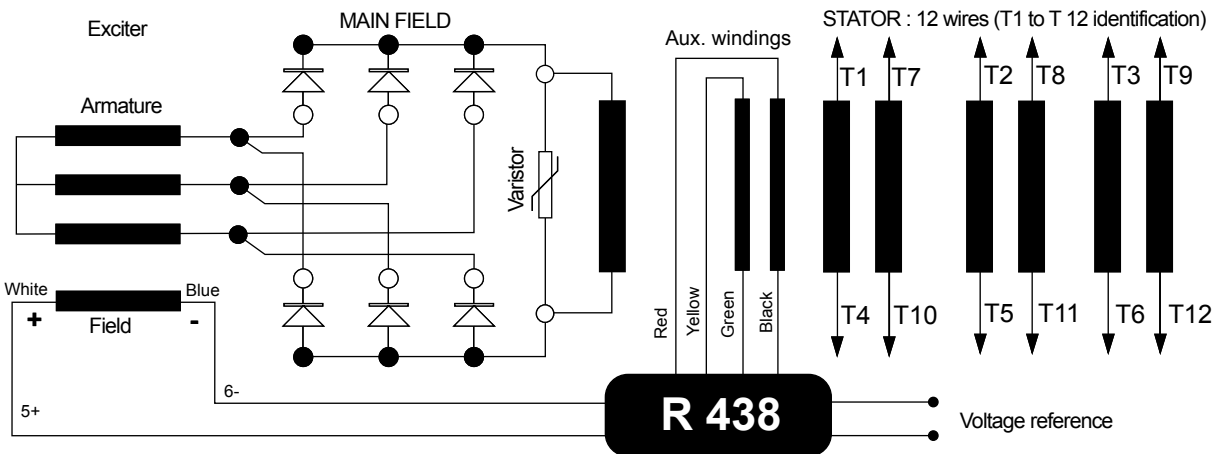 Exciter
MAIN FIELD
STATOR : 12 wires (T1 to T 12 identification)
Aux. windings
Armature
Varistor
T1
T7
T2
T8
T3
T9
White
+
Field
Blue
-
Red
Yellow
Green
Black
T4
T10
T5
T11
T6
T12
5+
6-
R 438
Voltage reference